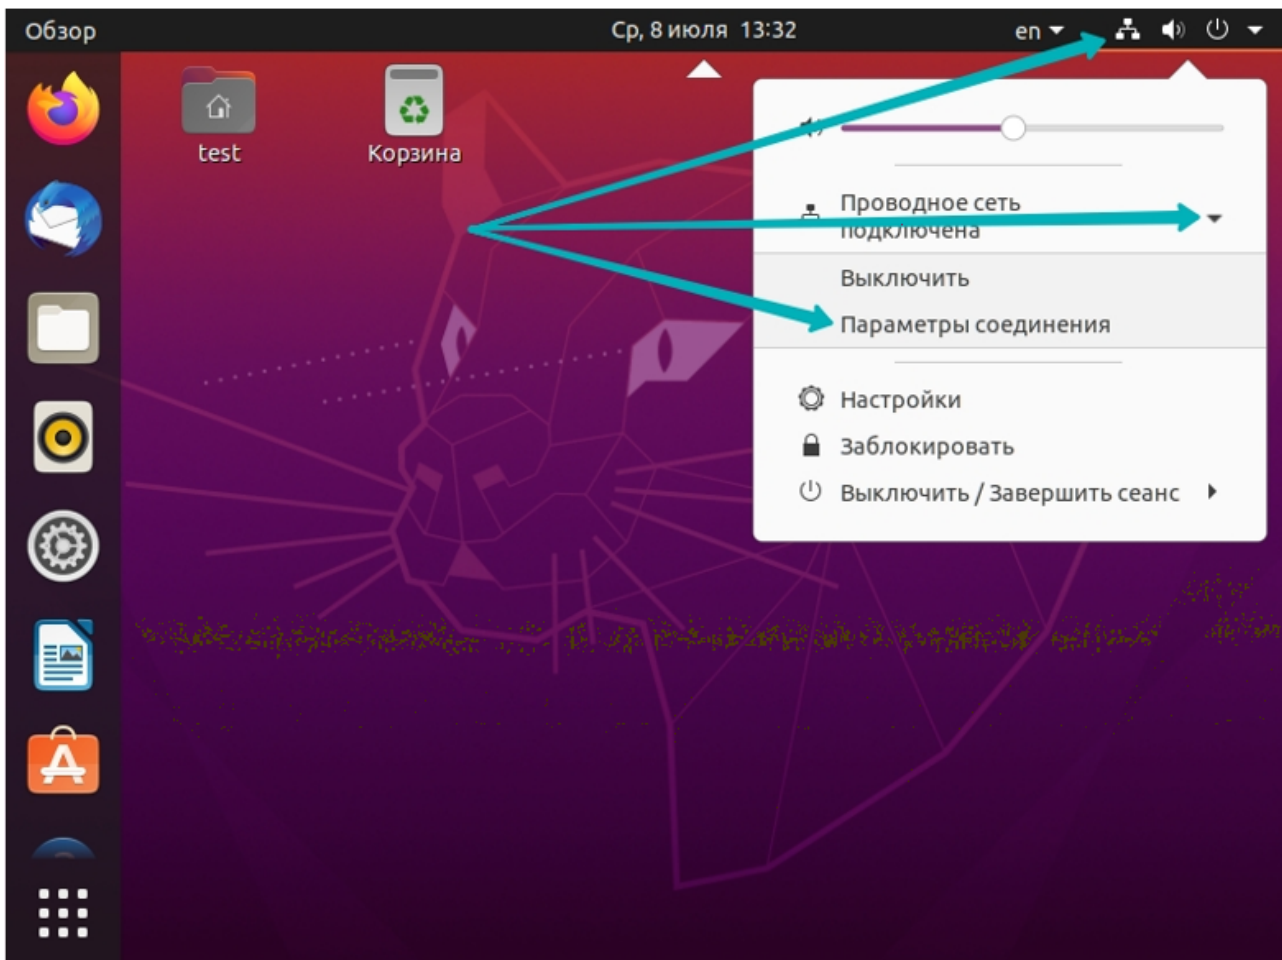 Обзор
Ср, 8 июля 13:32
en
test
Корзина
Проводное сеть
подключена
Выключить
Параметры соединения
Настройки
Заблокировать
Выключить / Завершить сеанс